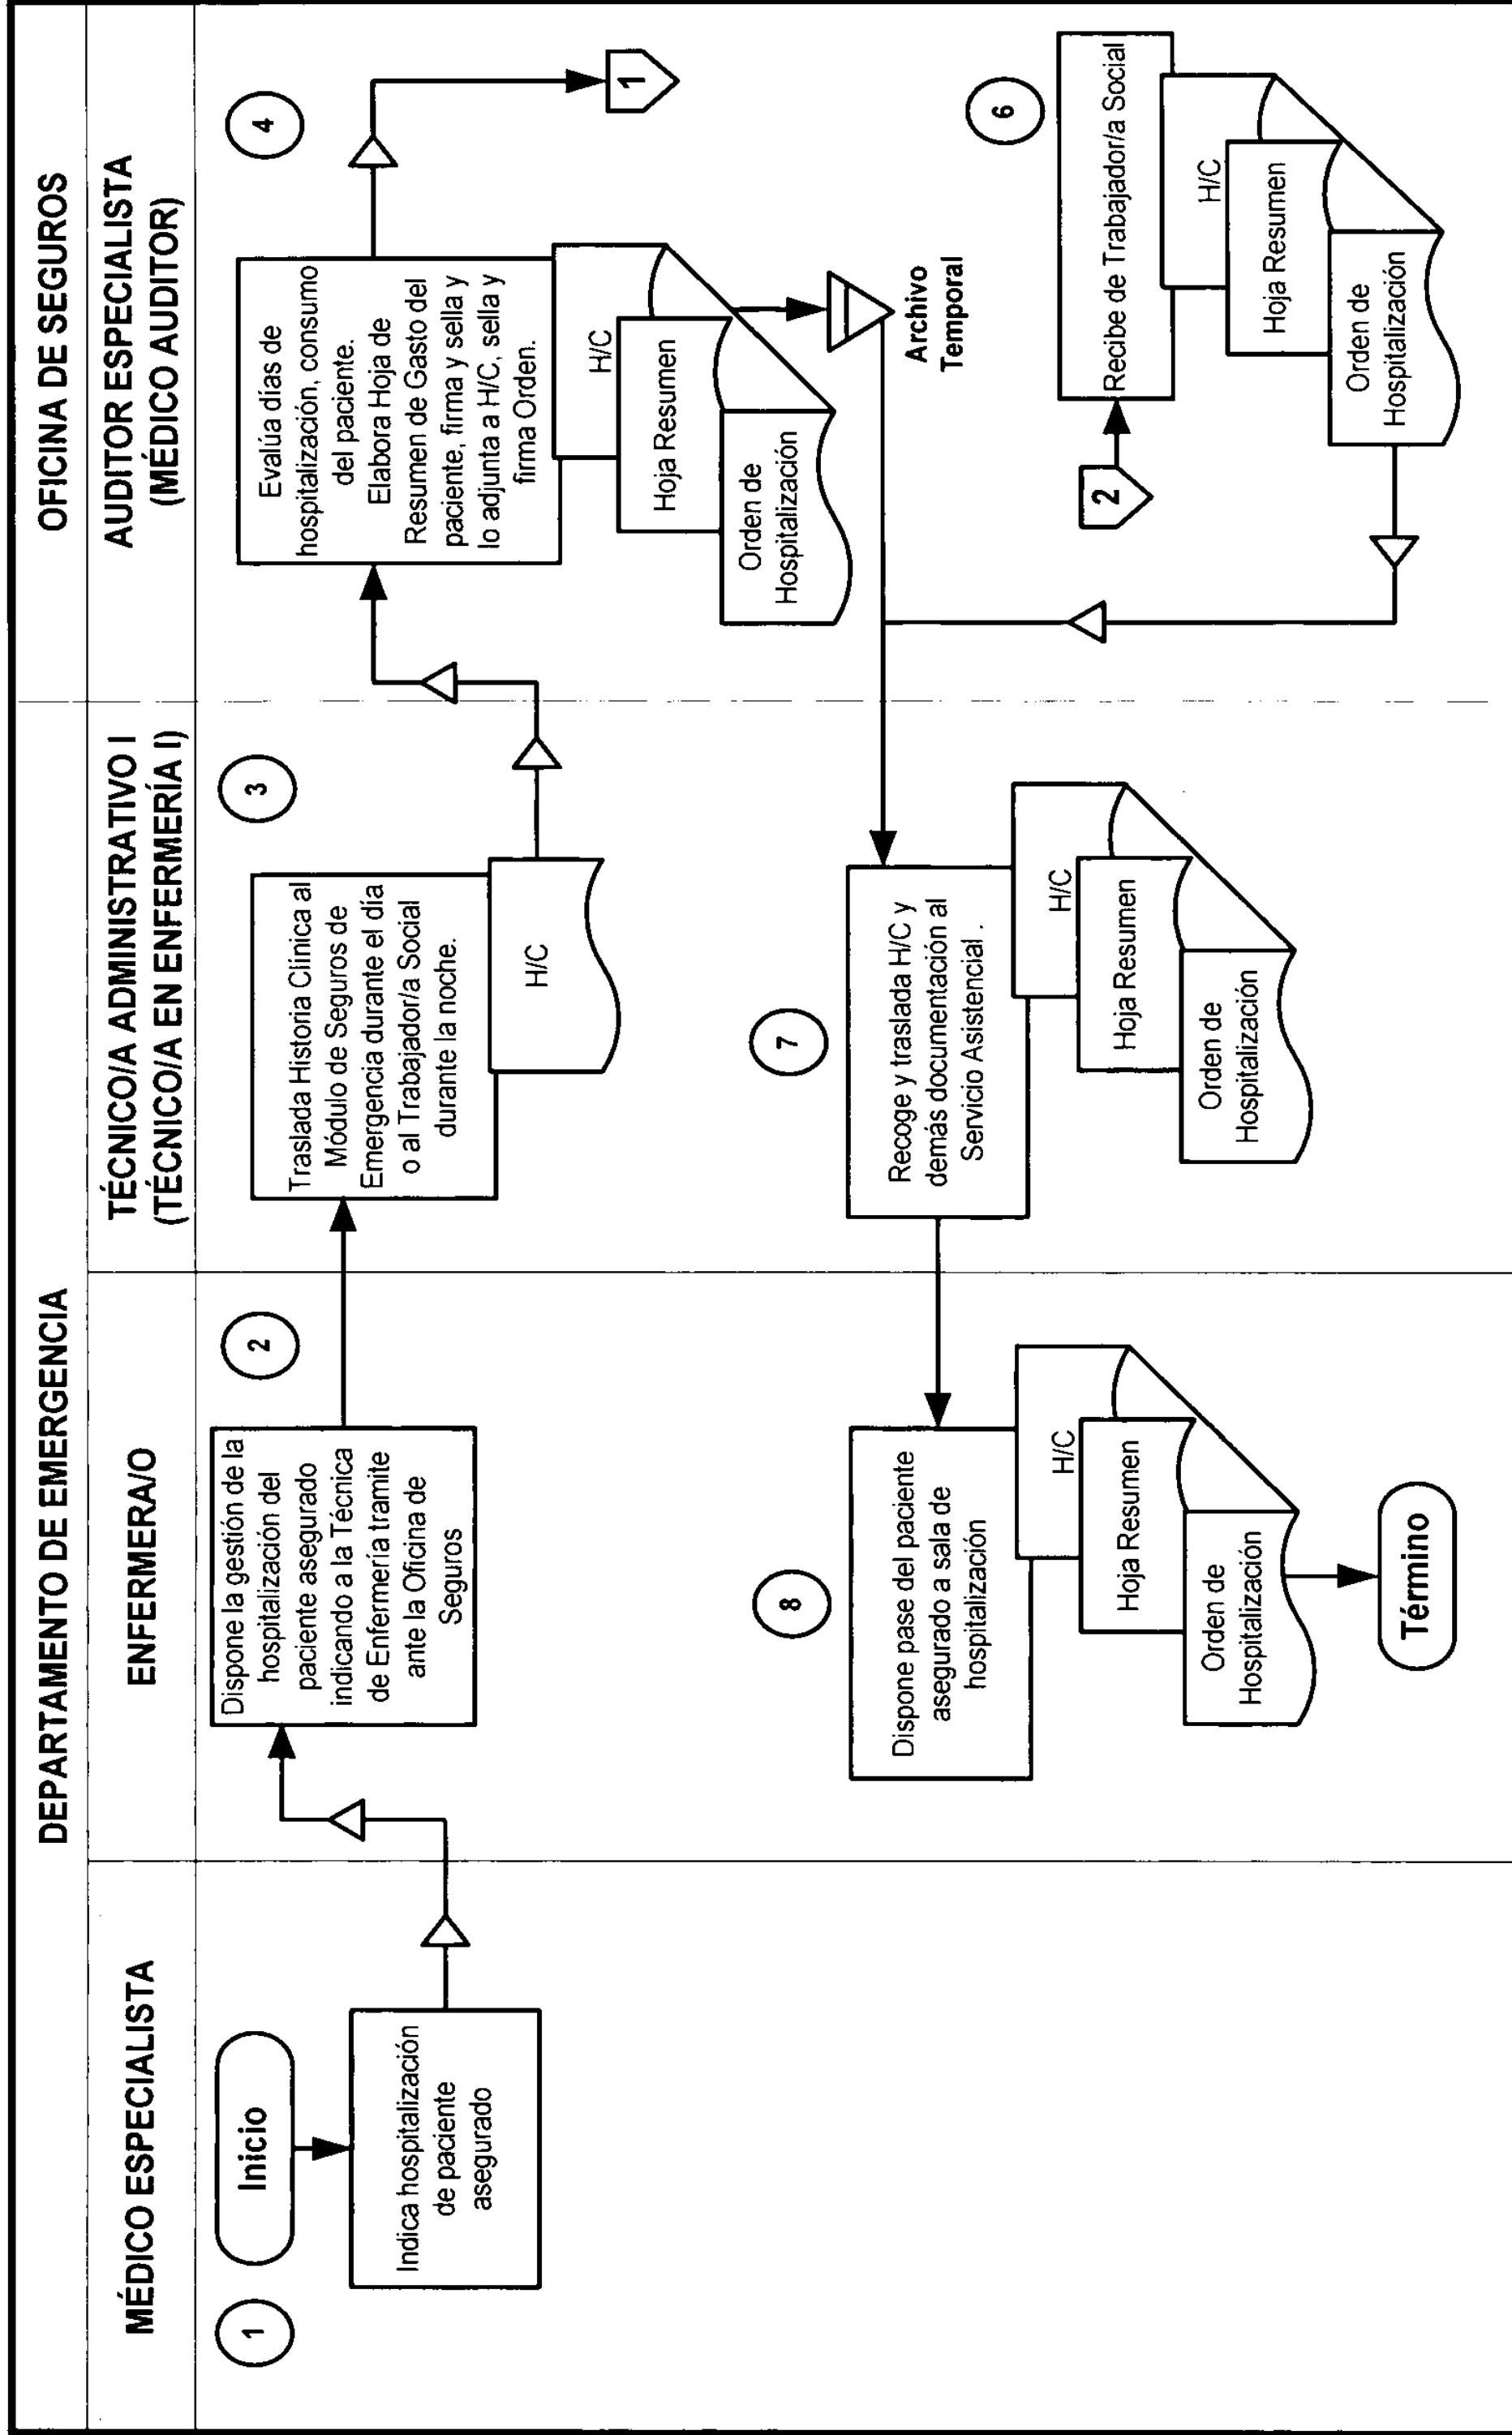 DEPARTAMENTO DE EMERGENCIA
OFICINA DE SEGUROS
MÉDICO ESPECIALISTA
ENFERMERA/O
TÉCNICO/A ADMINISTRATIVO I
(TÉCNICO/A EN ENFERMERÍA I)
AUDITOR ESPECIALISTA
(MÉDICO AUDITOR)
1
Inicio
Indica hospitalización
de paciente
asegurado
2
Dispone la gestión de la
hospitalización del
paciente asegurado
indicando a la Técnica
de Enfermería tramite
ante la Oficina de
Seguros
3
Traslada Historia Clínica al
Módulo de Seguros de
Emergencia durante el día
o al Trabajador/a Social
durante la noche.
H/C
4
Evalúa días de
hospitalización, consumo
del paciente.
Elabora Hoja de
Resumen de Gasto del
paciente, firma y sella y
lo adjunta a H/C, sella y
firma Orden.
H/C
Hoja Resumen
Orden de
Hospitalización
1
Archivo
Temporal
2
6
Recibe de Trabajador/a Social
H/C
Hoja Resumen
Orden de
Hospitalización
7
Recoge y traslada H/C y
demás documentación al
Servicio Asistencial .
H/C
Hoja Resumen
Orden de
Hospitalización
8
Dispone pase del paciente
asegurado a sala de
hospitalización
H/C
Hoja Resumen
Orden de
Hospitalización
Término